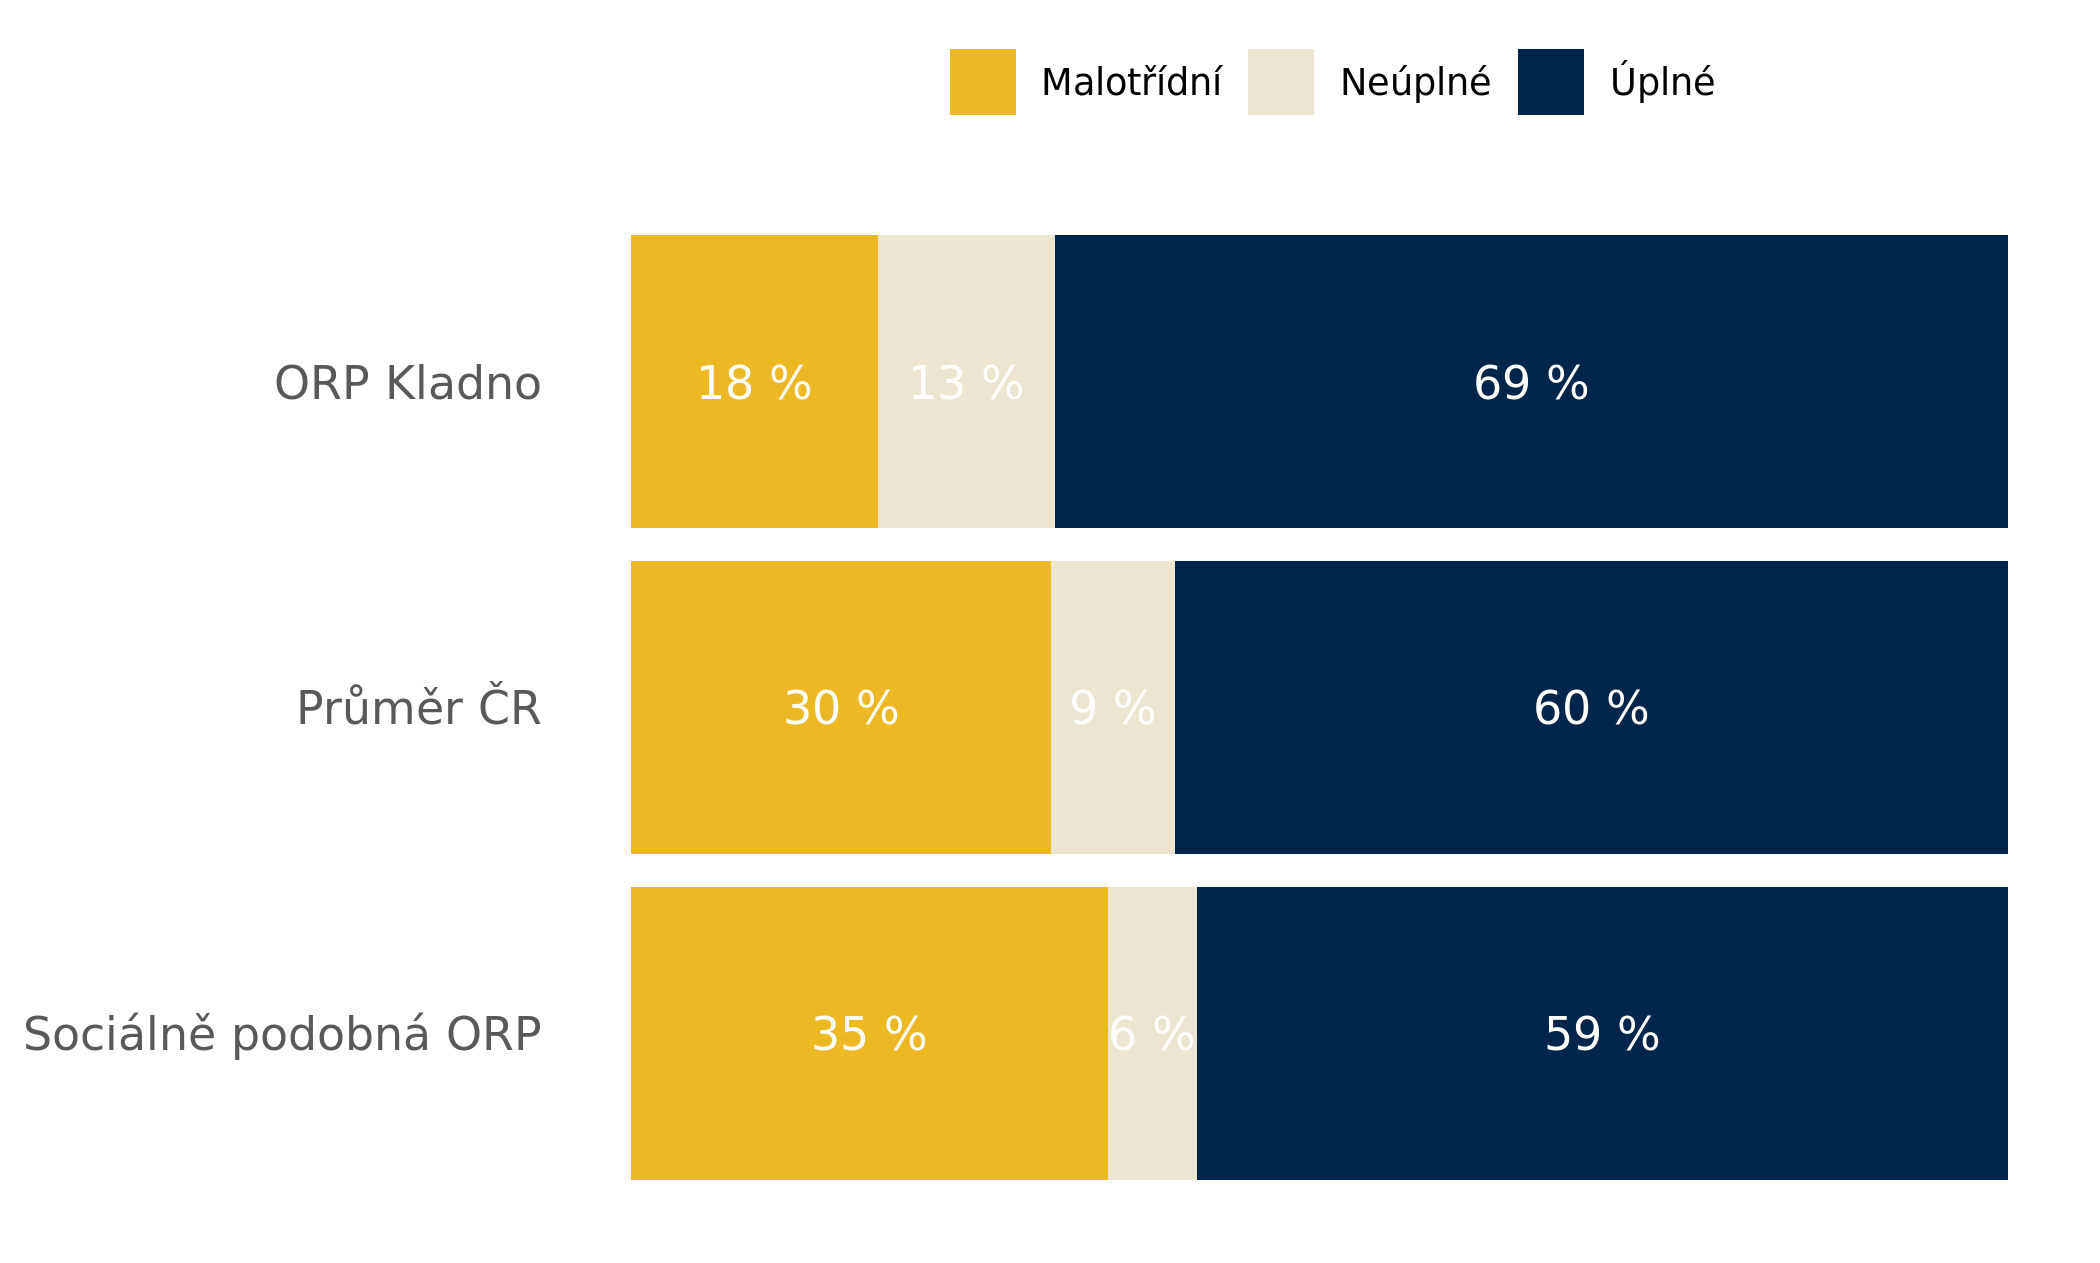 Malotřídní Neúplné Úplné
ORP Kladno 18 % 13 % 69 %
Průměr ČR 30 % 9 % 60 %
Sociálně podobná ORP 35 % 6 % 59 %